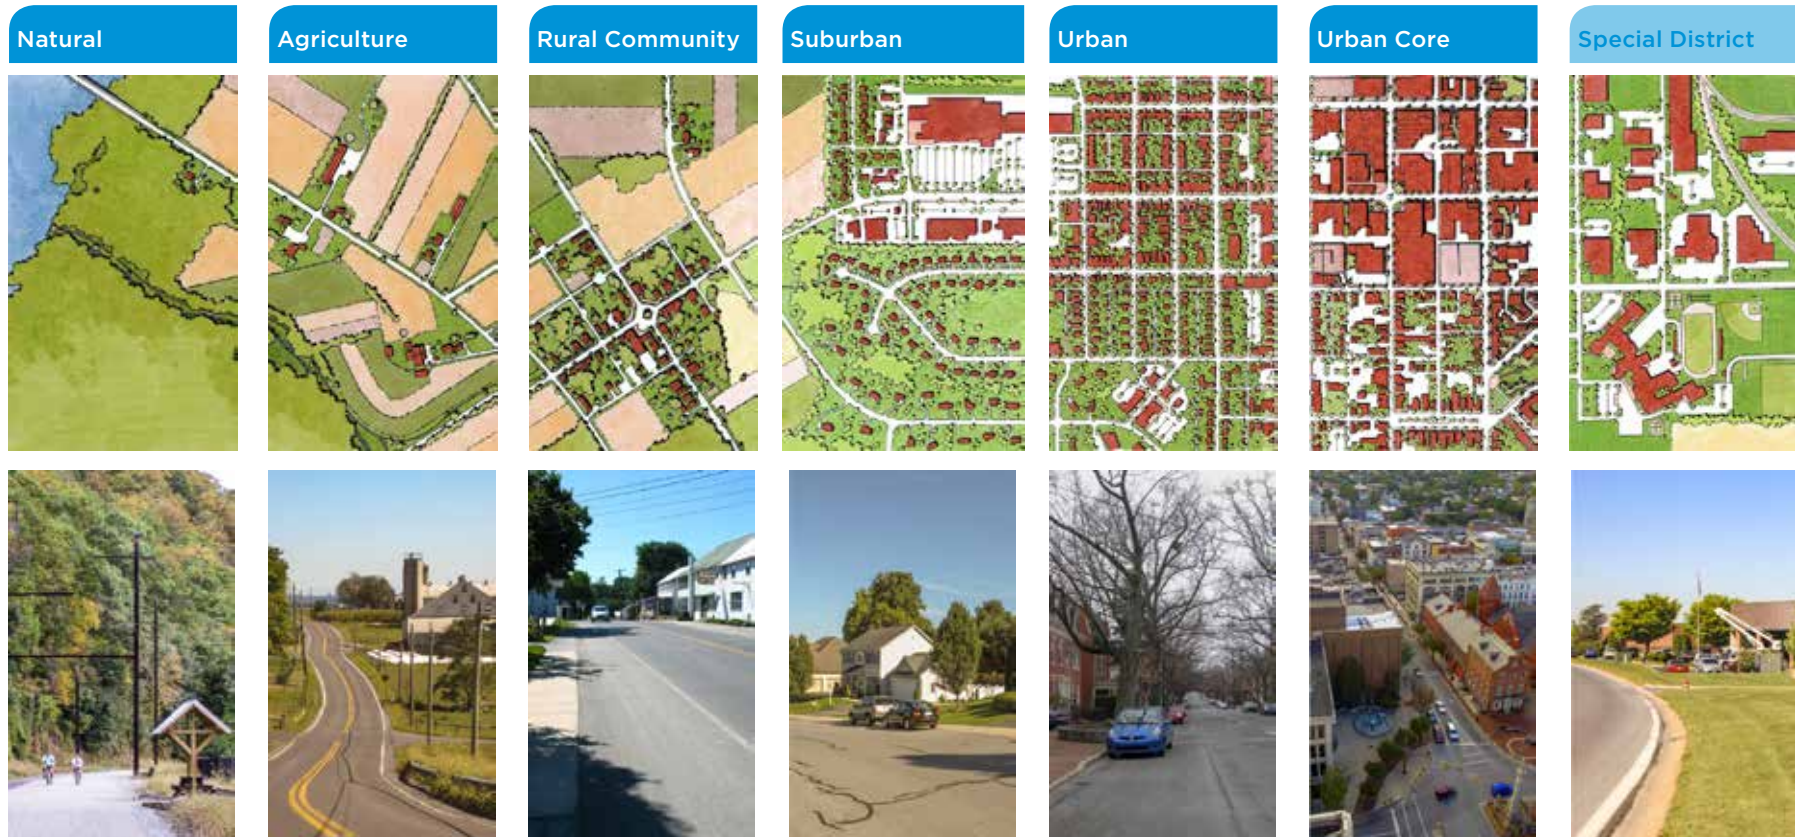 Natural
Agriculture
Rural Community
Suburban
Urban
Urban Core
Special District